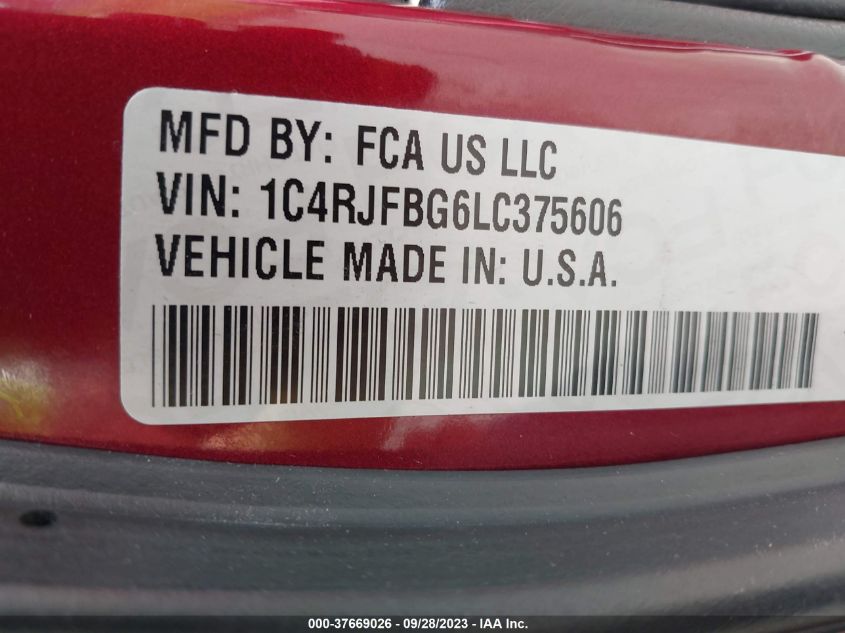 MFD BY: FCA US LLC
VIN: 1C4RJFBG6LC375606
VEHICLE MADE IN: U.S.A.
000-37669026 - 09/28/2023 - IAA Inc.